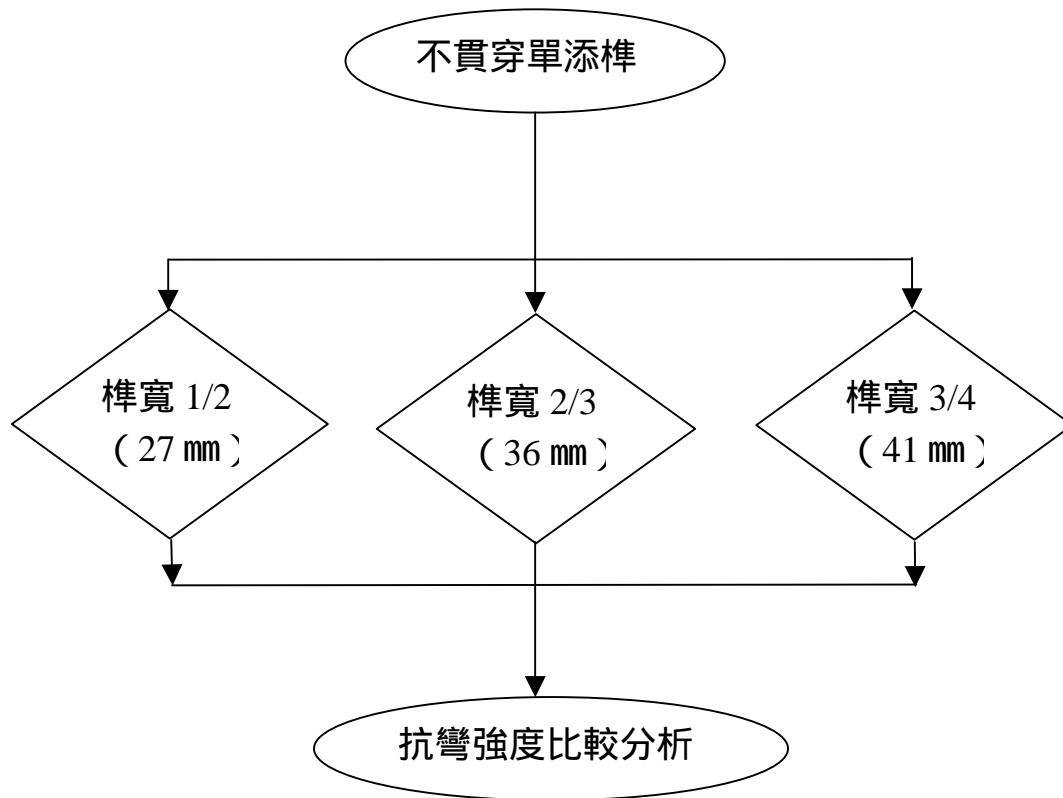 不貫穿單添榫
榫寬 1/2
（27 ㎜）
榫寬 2/3
（36 ㎜）
榫寬 3/4
（41 ㎜）
抗彎強度比較分析